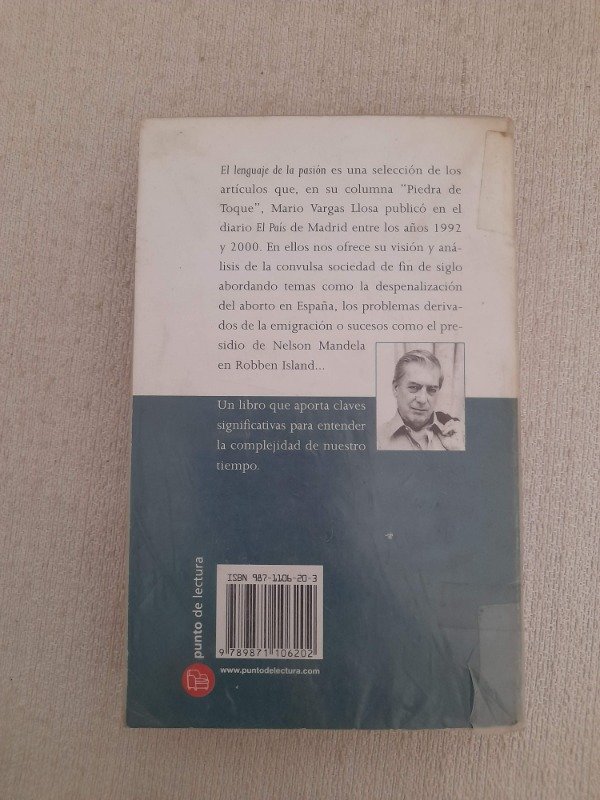 El lenguaje de la pasión es una selección de los
artículos que, en su columna "Piedra de
Toque", Mario Vargas Llosa publicó en el
diario El País de Madrid entre los años 1992
y 2000. En ellos nos ofrece su visión y aná-
lisis de la convulsa sociedad de fin de siglo
abordando temas como la despenalización
del aborto en España, los problemas deriva-
dos de la emigración o sucesos como el pre-
sidio de Nelson Mandela
en Robben Island...
Un libro que aporta claves
significativas para entender
la complejidad de nuestro
tiempo.
punto de lectura
ISBN 987-1106-20-3
9 789871 106202
www.puntodelectura.com